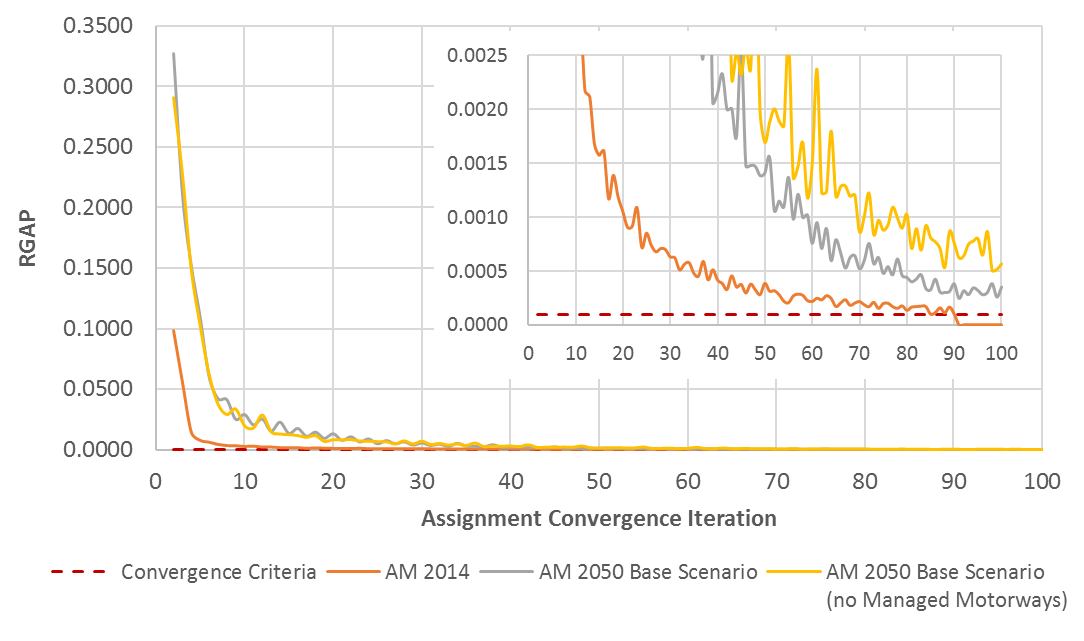 0.3500
0.3000
0.2500
0.2000
0.1500
0.1000
0.0500
0.0000
RGAP
0 10 20 30 40 50 60 70 80 90 100
Assignment Convergence Iteration
0.0025
0.0020
0.0015
0.0010
0.0005
0.0000
0 10 20 30 40 50 60 70 80 90 100
Convergence Criteria
AM 2014
AM 2050 Base Scenario
AM 2050 Base Scenario
(no Managed Motorways)